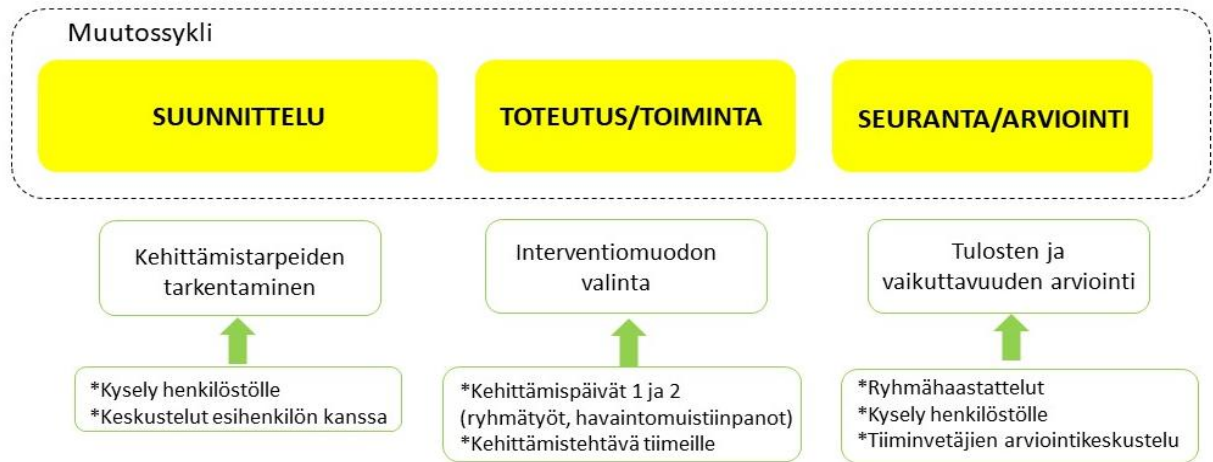 Muutossykli
SUUNNITTELU
TOTEUTUS/TOIMINTA
SEURANTA/ARVIOINTI
Kehittämistarpeiden
tarkentaminen
Interventiomuodon
valinta
Tulosten ja
vaikuttavuuden arviointi
*Kysely henkilöstölle
*Keskustelut esihenkilön kanssa
*Kehittämispäivät 1 ja 2
(ryhmätyöt, havaintomuistiinpanot)
*Kehittämistehtävä tiimeille
*Ryhmähaastattelut
*Kysely henkilöstölle
*Tiiminvetäjien arviointikeskustelu